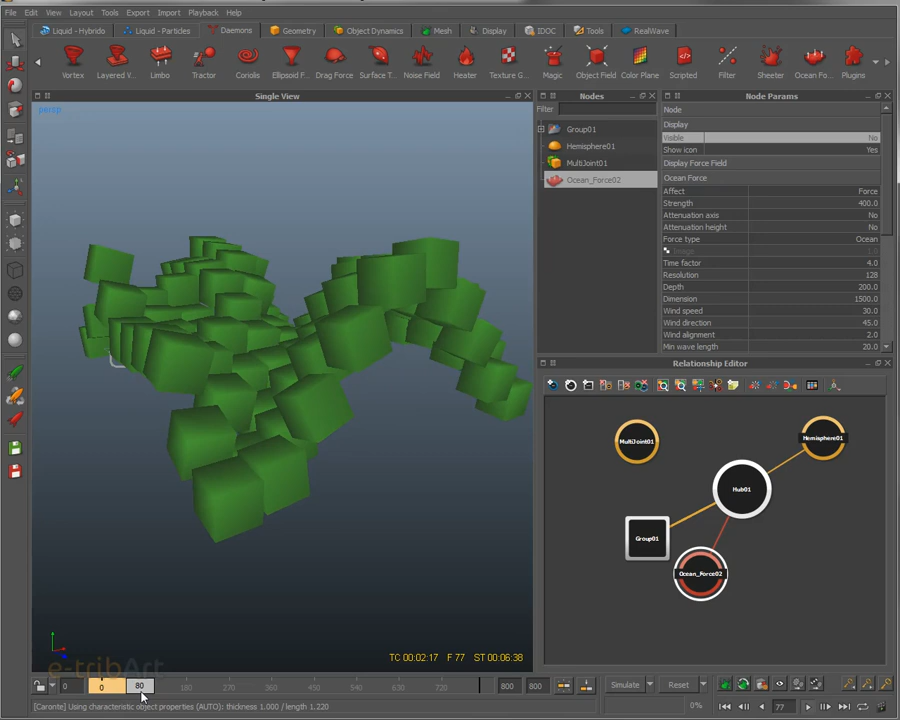 File Edit View Layout Tools Export Import Playback Help
Liquid - Hybrido Liquid - Particles Daemons Geometry Object Dynamics Mesh Display IDOC Tools RealWave
Vortex Layered V... Limbo Tractor Coriolis Ellipsoid F... Drag Force Surface T... Noise Field Heater Texture G... Magic Object Field Color Plane Scripted Filter Sheeter Ocean Fo... Plugins
Single View
persp
TC 00:02:17 F 77 ST 00:06:38
e-tribArt
Nodes
Filter
Group01
Hemisphere01
MultiJoint01
Ocean_Force02
Node Params
Node
Display
Visible No
Show icon Yes
Display Force Field
Ocean Force
Affect Force
Strength 400.0
Attenuation axis No
Attenuation height No
Force type Ocean
Image 1.0
Time factor 4.0
Resolution 128
Depth 200.0
Dimension 1500.0
Wind speed 30.0
Wind direction 45.0
Wind alignment 2.0
Min wave length 20.0
Relationship Editor
MultiJoint01
Hemisphere01
Hub01
Group01
Ocean_Force02
0 0 80 180 270 360 450 540 630 720 800 800 Simulate Reset
[Caronte] Using characteristic object properties (AUTO): thickness 1.000 / length 1.220 0% 77